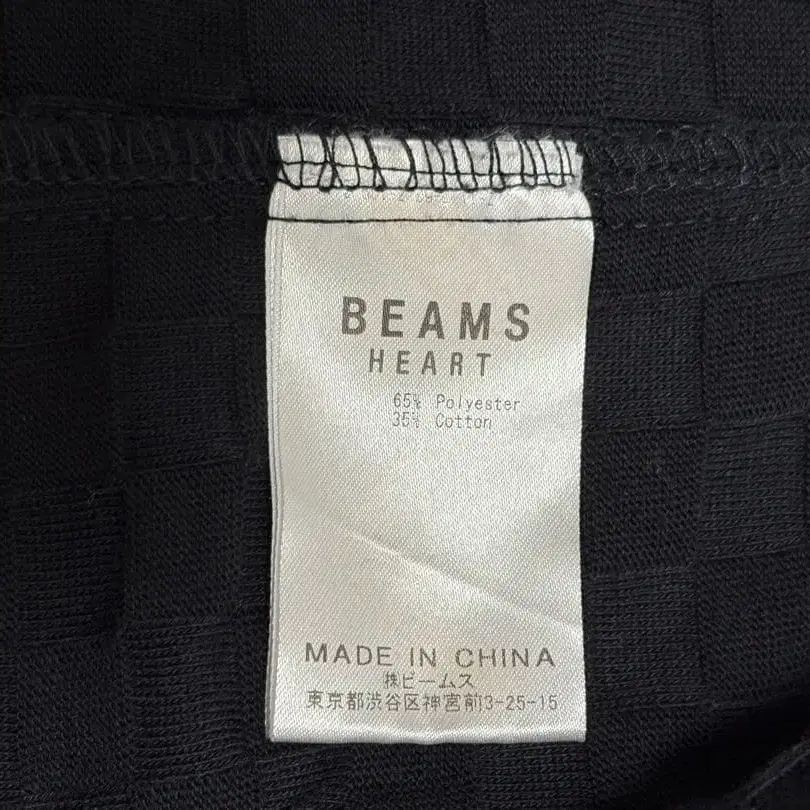 BEAMS
HEART
65% Polyester
35% Cotton
MADE IN CHINA
㈱ビームス
東京都渋谷区神宮前3-25-15